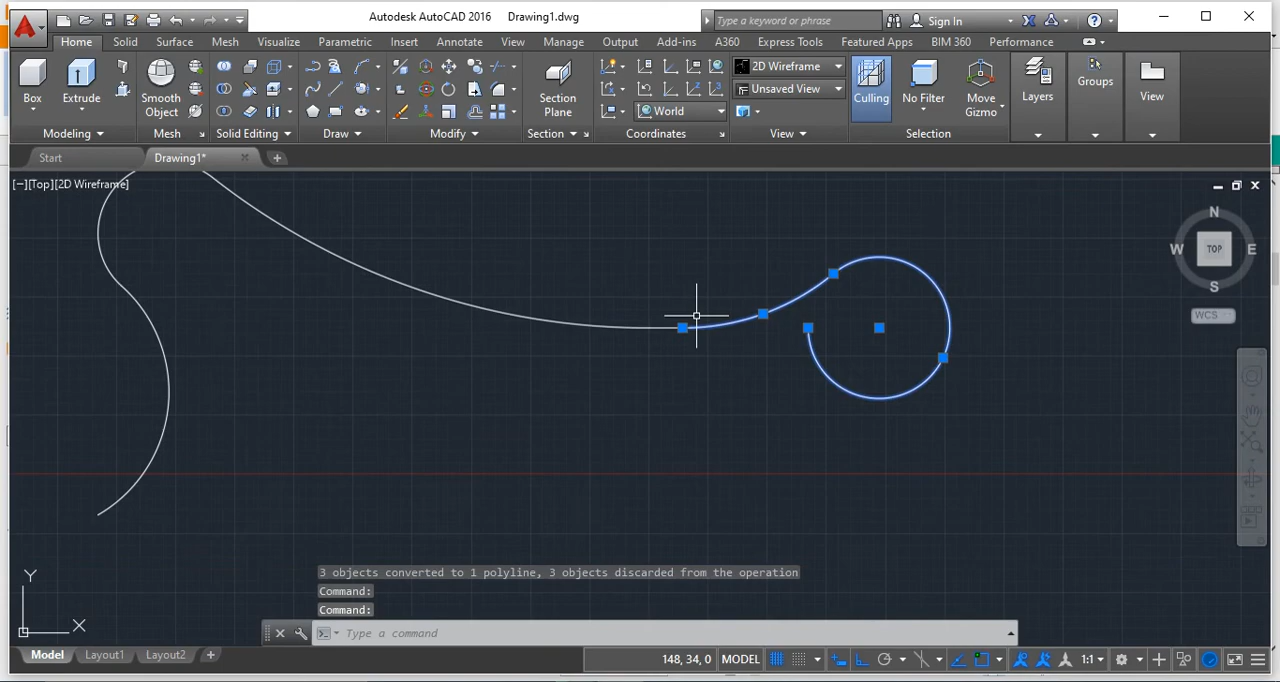 Autodesk AutoCAD 2016 Drawing1.dwg Type a keyword or phrase Sign In
Home Solid Surface Mesh Visualize Parametric Insert Annotate View Manage Output Add-ins A360 Express Tools Featured Apps BIM 360 Performance
2D Wireframe
Unsaved View
World
Box Extrude Smooth Object Section Plane Culling No Filter Move Gizmo Layers Groups View
Modeling Mesh Solid Editing Draw Modify Section Coordinates View Selection
Start Drawing1*
[−][Top][2D Wireframe]
N
W TOP E
S
WCS
3 objects converted to 1 polyline, 3 objects discarded from the operation
Command:
Command:
Y
X
Type a command
Model Layout1 Layout2 148, 34, 0 MODEL 1:1